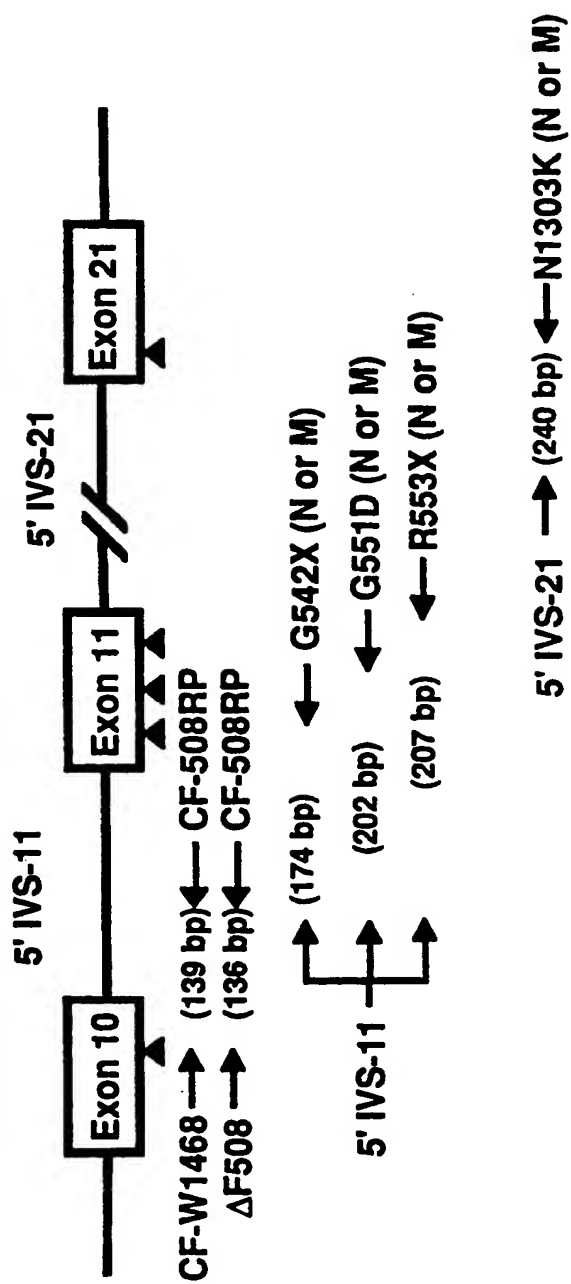 5' IVS-11
5' IVS-21
Exon 10
Exon 11
Exon 21
CF-W1468 (139 bp) CF-508RP
ΔF508 (136 bp) CF-508RP
5' IVS-11
(174 bp) G542X (N or M)
(202 bp) G551D (N or M)
(207 bp) R553X (N or M)
5' IVS-21 (240 bp) N1303K (N or M)